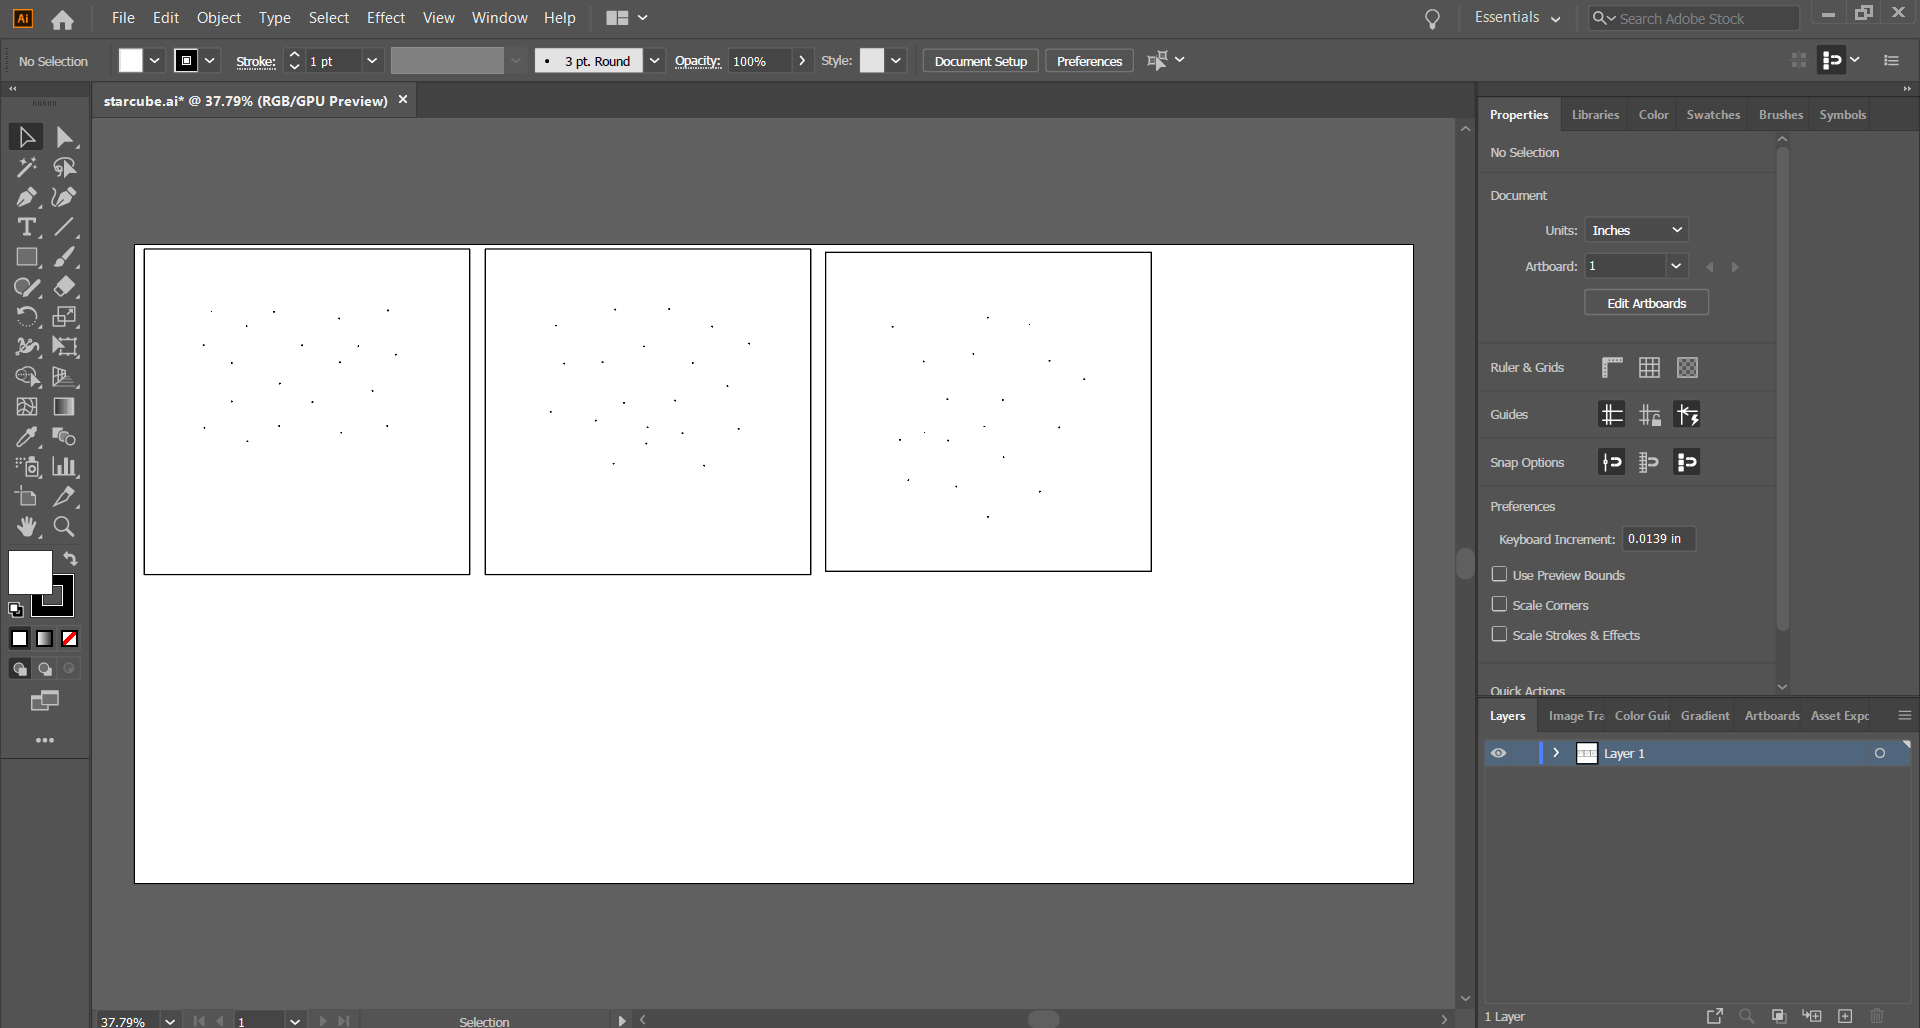 Ai File Edit Object Type Select Effect View Window Help Essentials Search Adobe Stock
No Selection Stroke: 1 pt 3 pt. Round Opacity: 100% Style: Document Setup Preferences
starcube.ai* @ 37.79% (RGB/GPU Preview)
Properties Libraries Color Swatches Brushes Symbols
No Selection
Document
Units: Inches
Artboard: 1
Edit Artboards
Ruler & Grids
Guides
Snap Options
Preferences
Keyboard Increment: 0.0139 in
Use Preview Bounds
Scale Corners
Scale Strokes & Effects
Quick Actions
Layers Image Tra Color Guid Gradient Artboards Asset Expo
Layer 1
37.79% 1 Selection
1 Layer